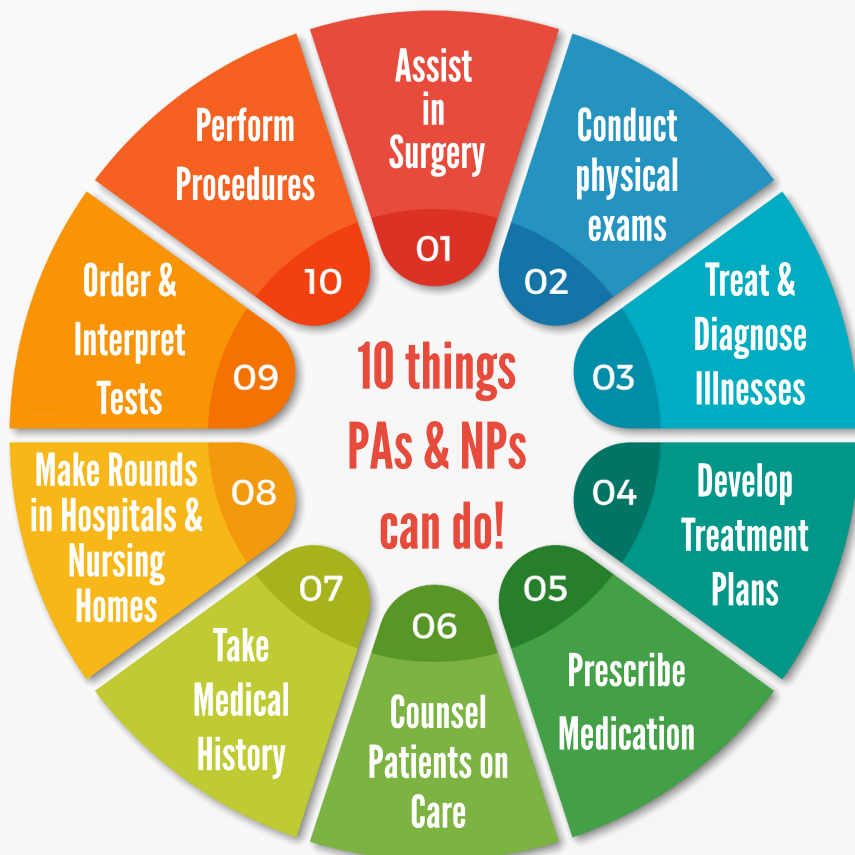 10 things
PAs & NPs
can do!
Assist
in
Surgery
01
Conduct
physical
exams
02
Treat &
Diagnose
Illnesses
03
Develop
Treatment
Plans
04
Prescribe
Medication
05
Counsel
Patients on
Care
06
Take
Medical
History
07
Make Rounds
in Hospitals &
Nursing
Homes
08
Order &
Interpret
Tests
09
Perform
Procedures
10